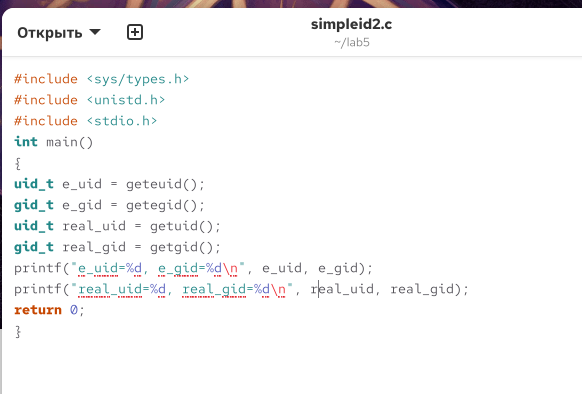 Открыть
simpleid2.c
~/lab5
#include <sys/types.h>
#include <unistd.h>
#include <stdio.h>
int main()
{
uid_t e_uid = geteuid();
gid_t e_gid = getegid();
uid_t real_uid = getuid();
gid_t real_gid = getgid();
printf("e_uid=%d, e_gid=%d\n", e_uid, e_gid);
printf("real_uid=%d, real_gid=%d\n", real_uid, real_gid);
return 0;
}